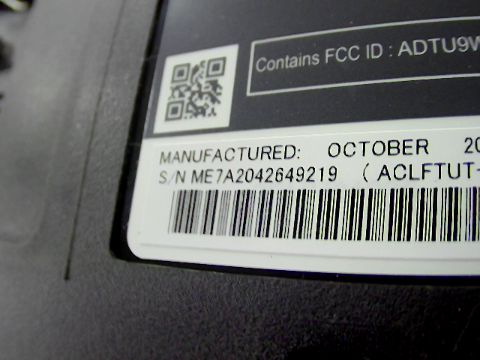 Contains FCC ID : ADTU9W
MANUFACTURED: OCTOBER 20
S/N ME7A2042649219 ( ACLFTUT-